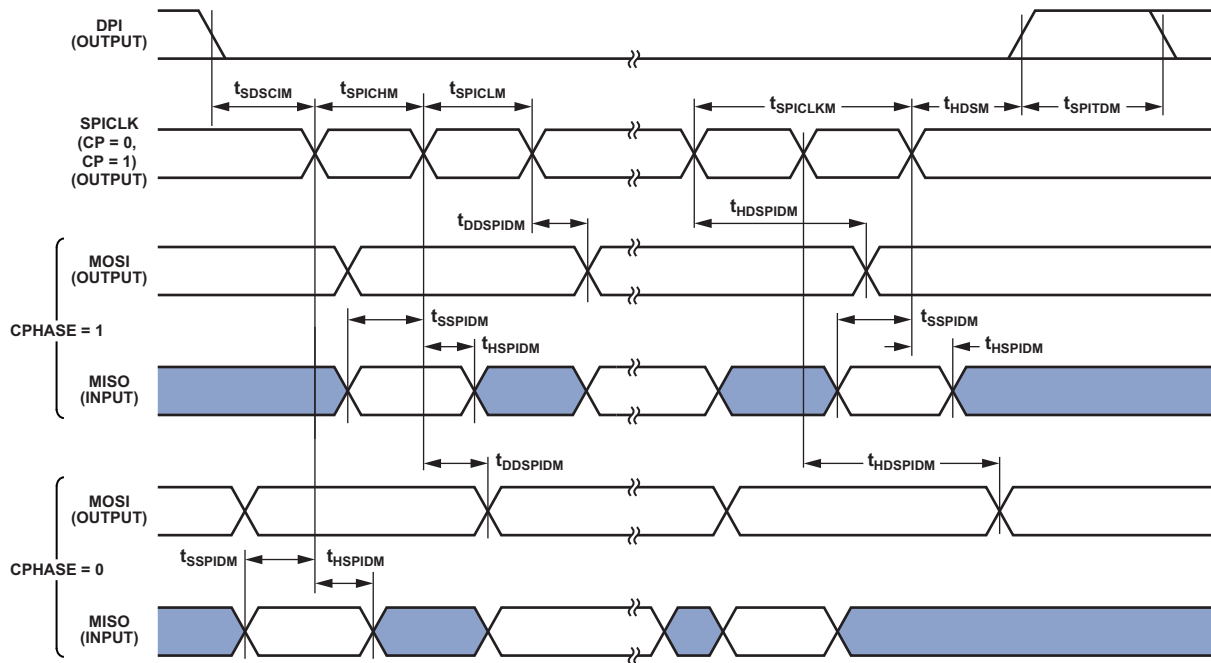 DPI
(OUTPUT)
tSDSCIM
tSPICHM
tSPICLM
tSPICLKM
tHDSM
tSPITDM
SPICLK
(CP = 0,
CP = 1)
(OUTPUT)
tDDSPIDM
tHDSPIDM
CPHASE = 1
MOSI
(OUTPUT)
tSSPIDM
tHSPIDM
tSSPIDM
tHSPIDM
MISO
(INPUT)
tDDSPIDM
tHDSPIDM
CPHASE = 0
MOSI
(OUTPUT)
tSSPIDM
tHSPIDM
MISO
(INPUT)